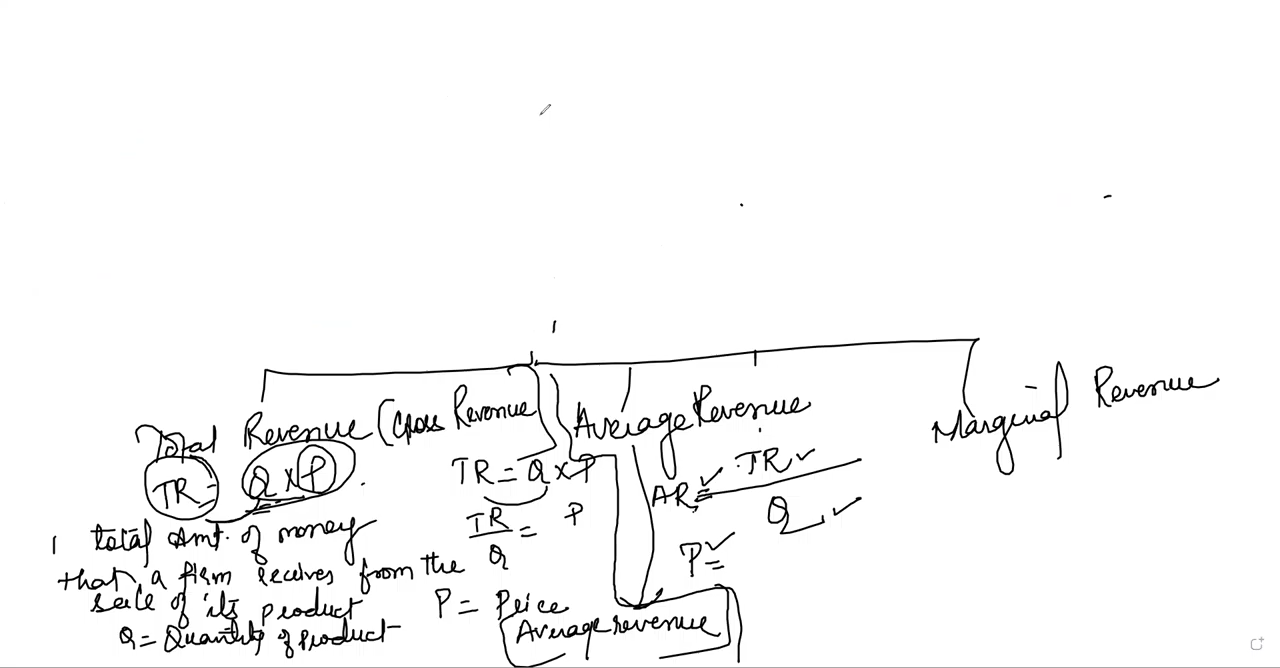 Total Revenue (Gross Revenue
TR = Q × P
1 total Amt. of money
that a firm receives from the
sale of its product
Q = Quantity of Product
TR = Q × P
TR/Q = P
P = Price
Average revenue
Average Revenue
AR = TR/Q
P =
Marginal Revenue